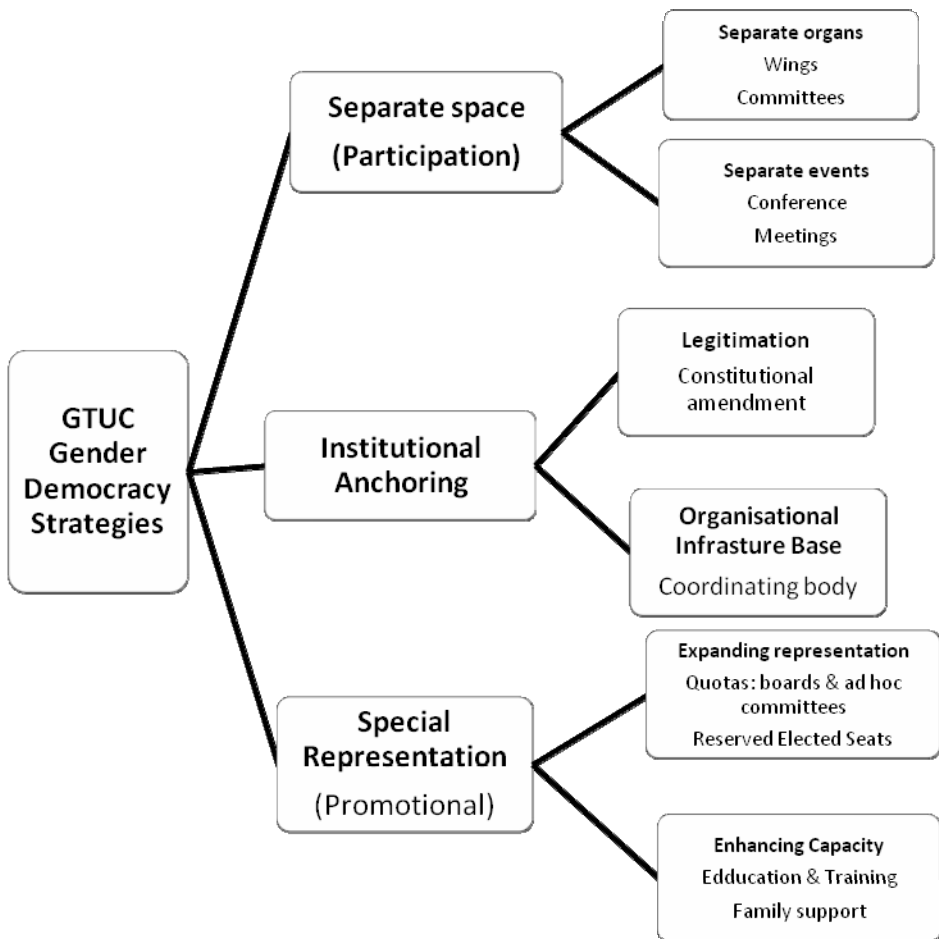 GTUC
Gender
Democracy
Strategies
Separate space
(Participation)
Separate organs
Wings
Committees
Separate events
Conference
Meetings
Institutional
Anchoring
Legitimation
Constitutional
amendment
Organisational
Infrasture Base
Coordinating body
Special
Representation
(Promotional)
Expanding representation
Quotas: boards & ad hoc
committees
Reserved Elected Seats
Enhancing Capacity
Edducation & Training
Family support